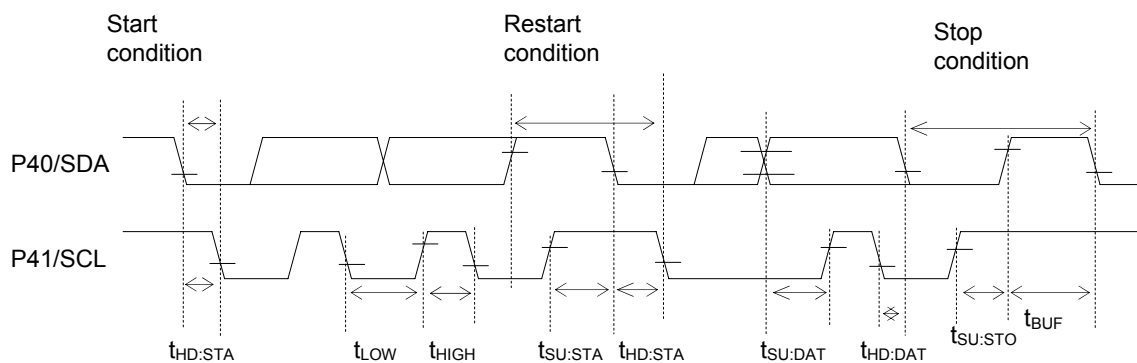 Start
condition
Restart
condition
Stop
condition
P40/SDA
P41/SCL
tHD:STA
tLOW
tHIGH
tSU:STA
tHD:STA
tSU:DAT
tHD:DAT
tSU:STO
tBUF